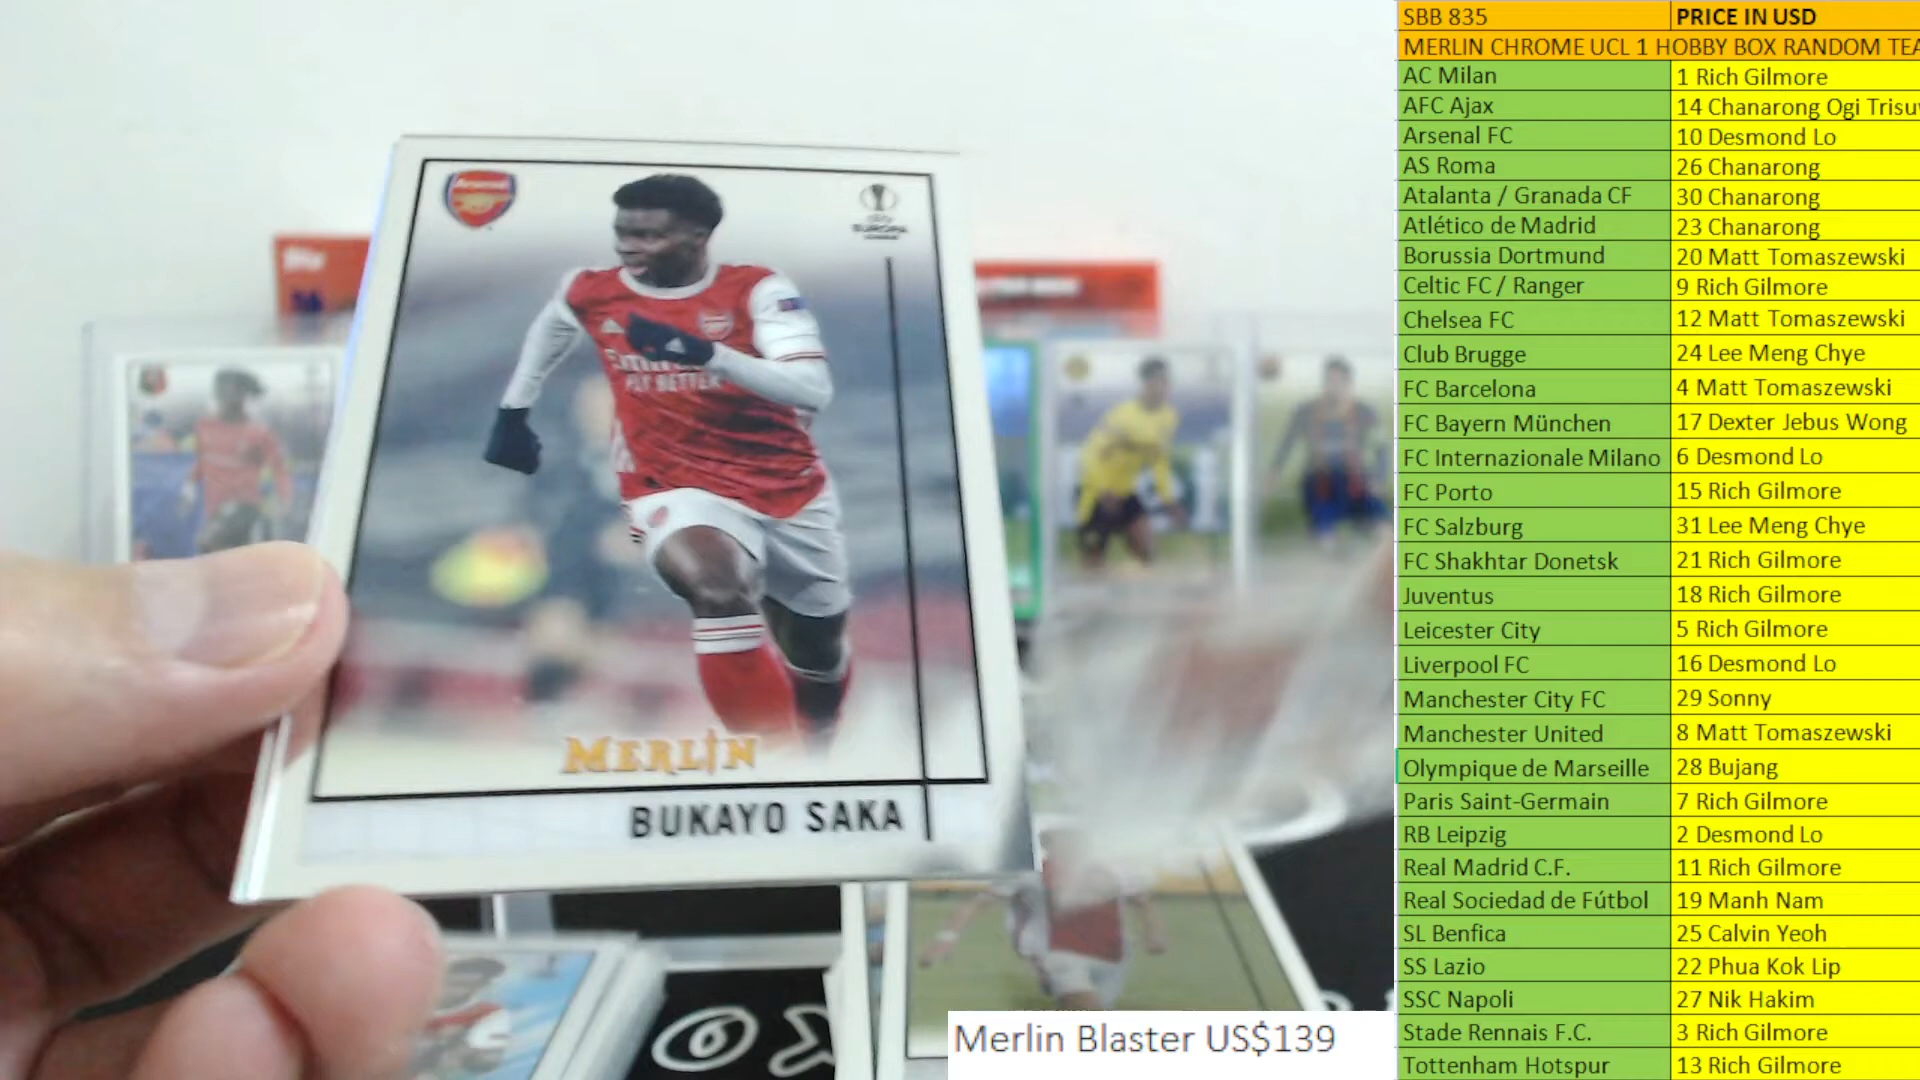 SBB 835 PRICE IN USD
MERLIN CHROME UCL 1 HOBBY BOX RANDOM
AC Milan 1 Rich Gilmore
AFC Ajax 14 Chanarong Ogi
Arsenal FC 10 Desmond Lo
AS Roma 26 Chanarong
Atalanta / Granada CF 30 Chanarong
Atlético de Madrid 23 Chanarong
Borussia Dortmund 20 Matt Tomaszewski
Celtic FC / Ranger 9 Rich Gilmore
Chelsea FC 12 Matt Tomaszewski
Club Brugge 24 Lee Meng Chye
FC Barcelona 4 Matt Tomaszewski
FC Bayern München 17 Dexter Jebus Wong
FC Internazionale Milano 6 Desmond Lo
FC Porto 15 Rich Gilmore
FC Salzburg 31 Lee Meng Chye
FC Shakhtar Donetsk 21 Rich Gilmore
Juventus 18 Rich Gilmore
Leicester City 5 Rich Gilmore
Liverpool FC 16 Desmond Lo
Manchester City FC 29 Sonny
Manchester United 8 Matt Tomaszewski
Olympique de Marseille 28 Bujang
Paris Saint-Germain 7 Rich Gilmore
RB Leipzig 2 Desmond Lo
Real Madrid C.F. 11 Rich Gilmore
Real Sociedad de Fútbol 19 Manh Nam
SL Benfica 25 Calvin Yeoh
SS Lazio 22 Phua Kok Lip
SSC Napoli 27 Nik Hakim
Stade Rennais F.C. 3 Rich Gilmore
Tottenham Hotspur 13 Rich Gilmore
Arsenal
EUROPA
FLY BETTER
MERLIN
BUKAYO SAKA
Merlin Blaster US$139